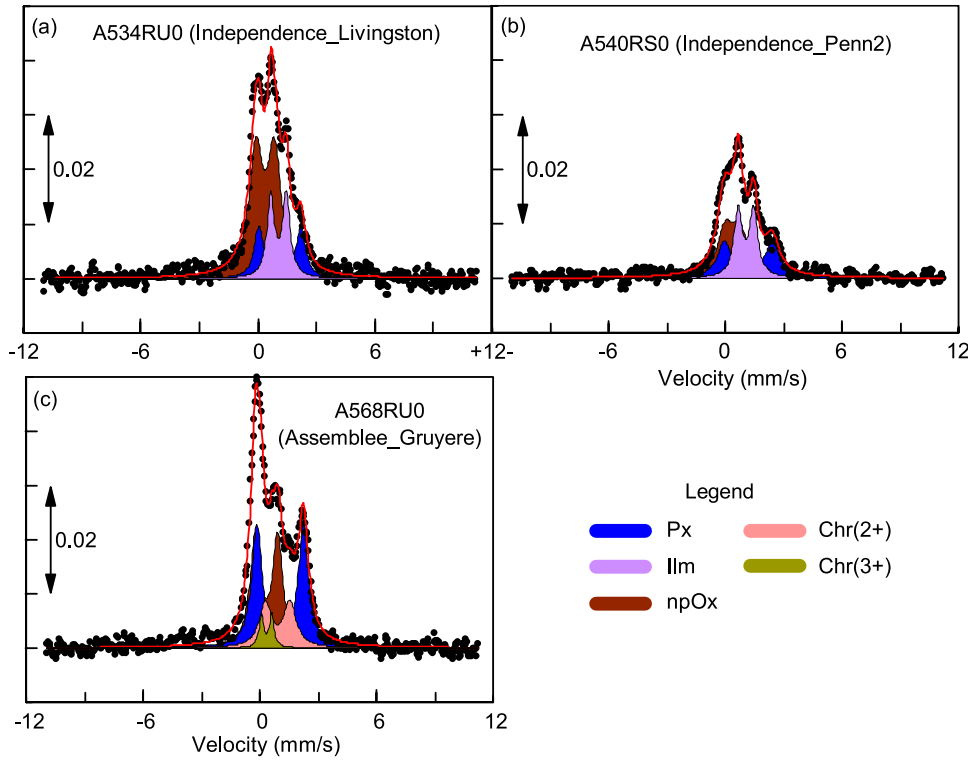 (a)
A534RU0 (Independence_Livingston)
0.02
-12
-6
0
6
+12-
(b)
A540RS0 (Independence_Penn2)
0.02
-6
0
6
12
Velocity (mm/s)
(c)
A568RU0
(Assemblee_Gruyere)
0.02
-12
-6
0
6
12
Velocity (mm/s)
Legend
Px
Ilm
npOx
Chr(2+)
Chr(3+)